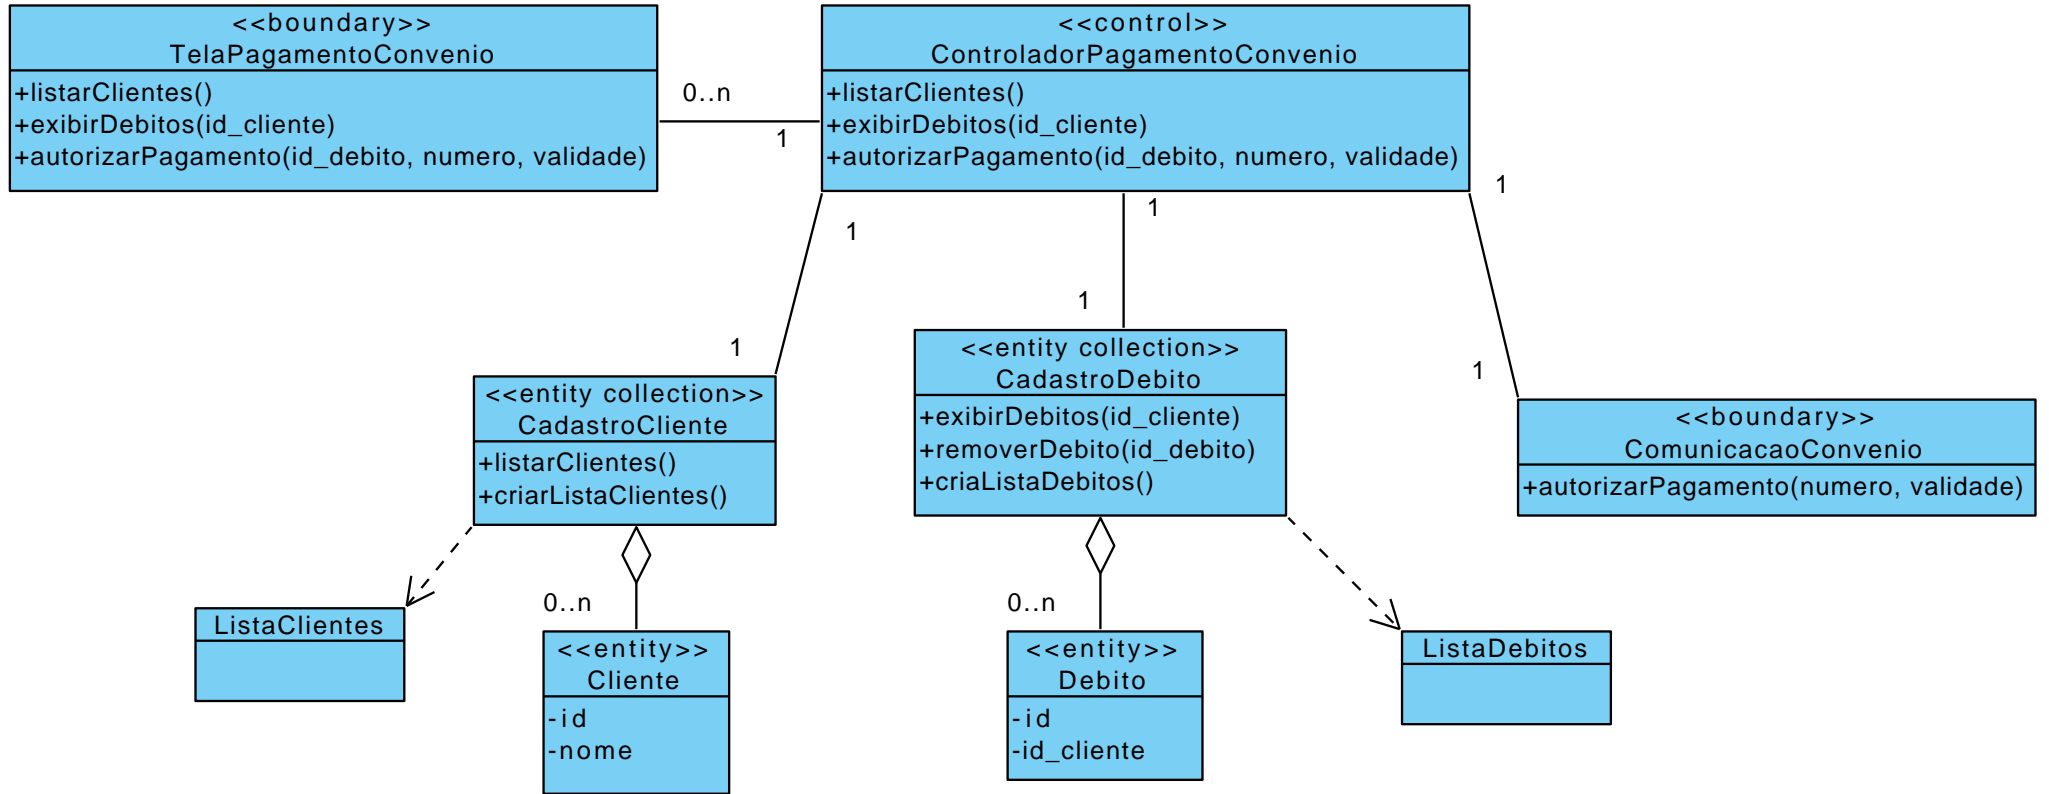 <<boundary>>
TelaPagamentoConvenio
+listarClientes()
+exibirDebitos(id_cliente)
+autorizarPagamento(id_debito, numero, validade)
0..n
1
<<control>>
ControladorPagamentoConvenio
+listarClientes()
+exibirDebitos(id_cliente)
+autorizarPagamento(id_debito, numero, validade)
1
1
1
1
1
1
<<entity collection>>
CadastroCliente
+listarClientes()
+criarListaClientes()
<<entity collection>>
CadastroDebito
+exibirDebitos(id_cliente)
+removerDebito(id_debito)
+criaListaDebitos()
<<boundary>>
ComunicacaoConvenio
+autorizarPagamento(numero, validade)
0..n
0..n
ListaClientes
<<entity>>
Cliente
-id
-nome
<<entity>>
Debito
-id
-id_cliente
ListaDebitos